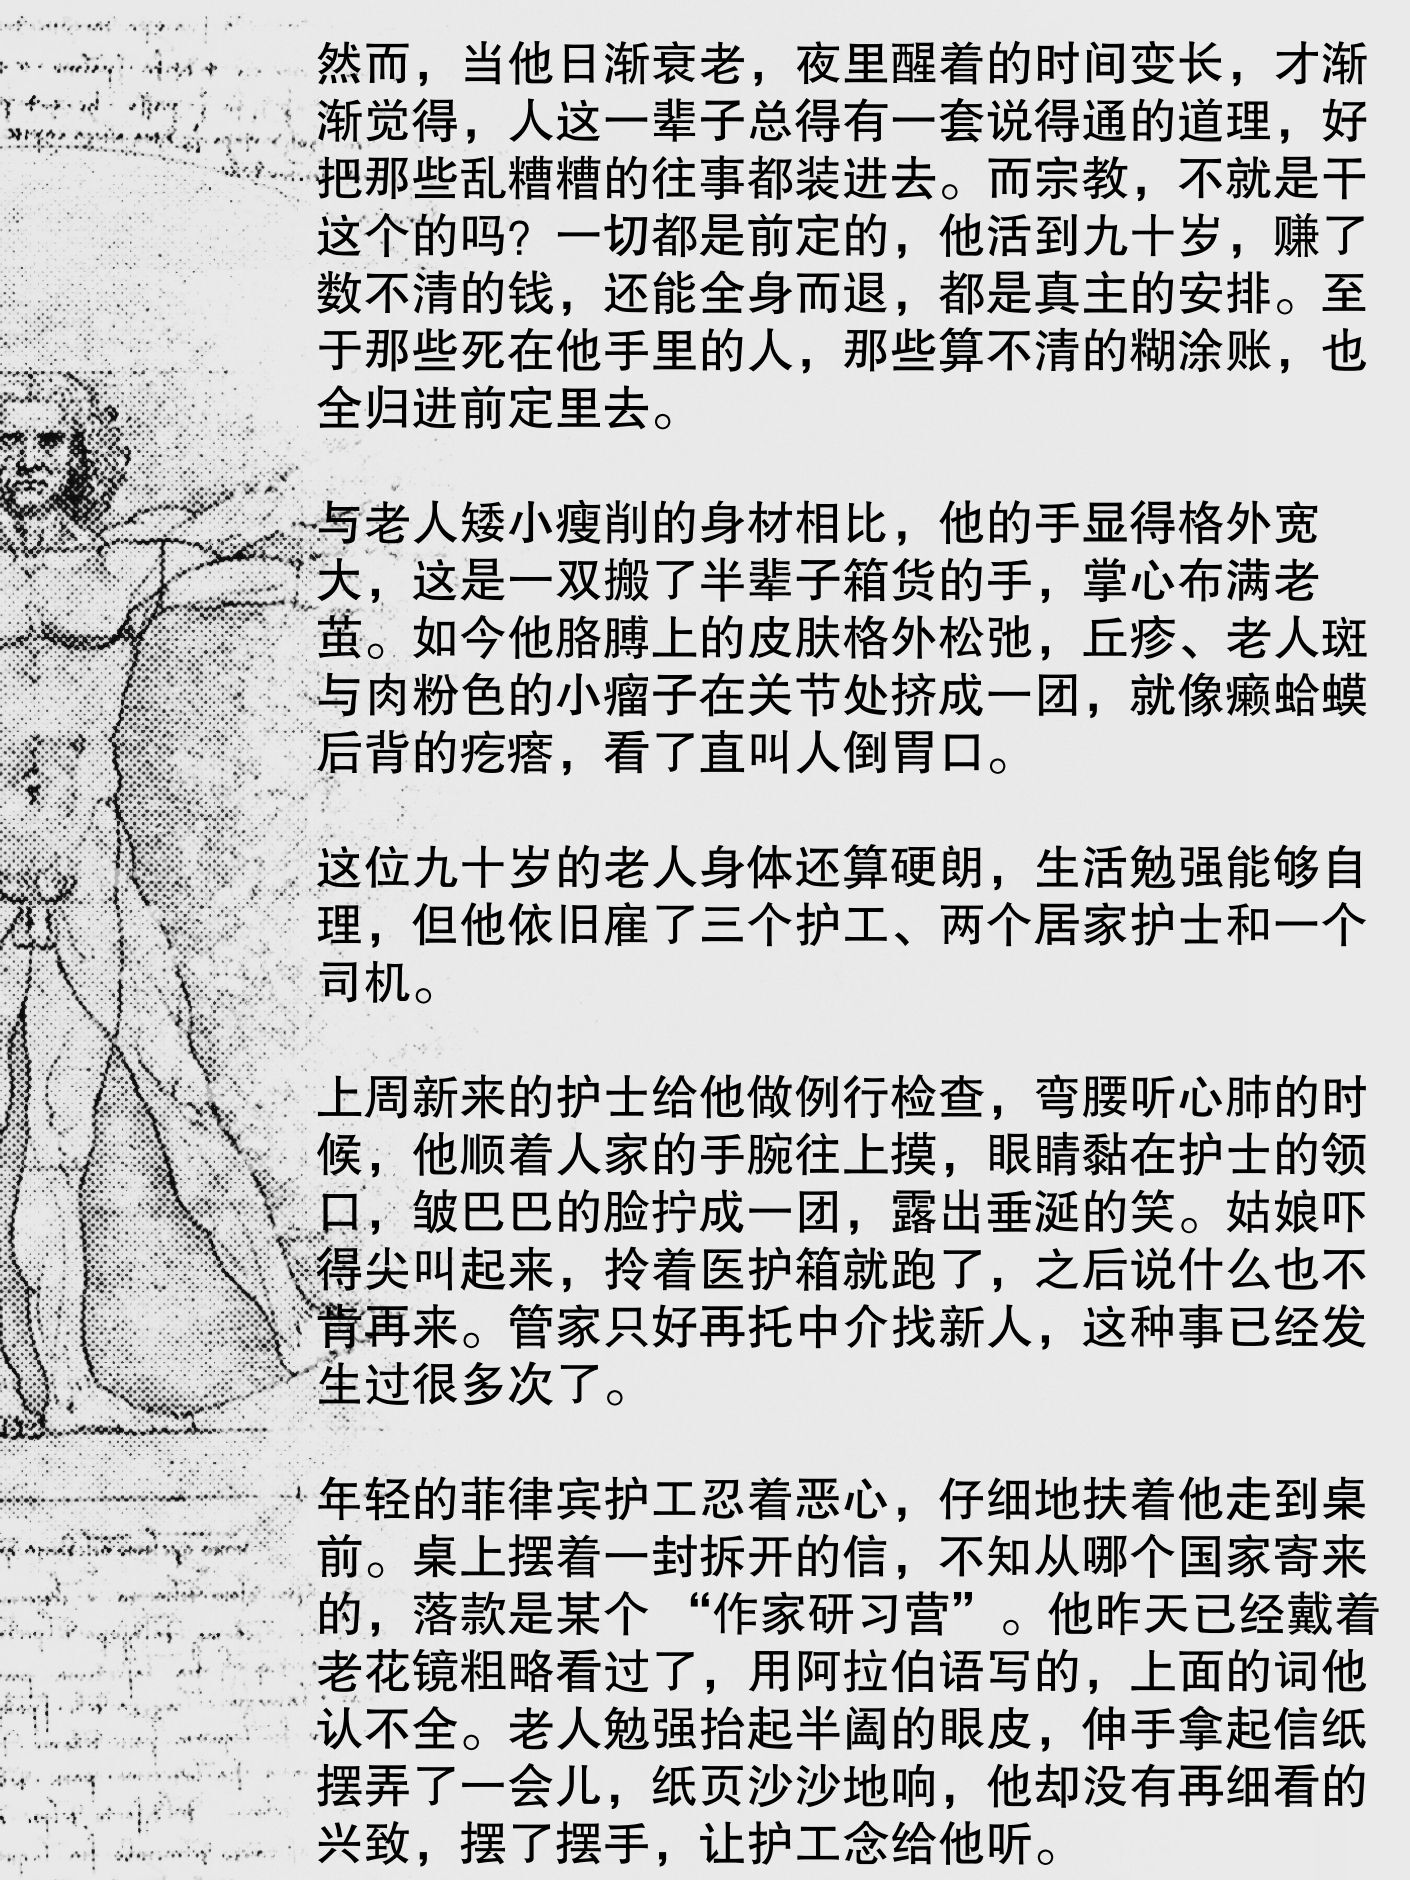 然而，当他日渐衰老，夜里醒着的时间变长，才渐
渐觉得，人这一辈子总得有一套说得通的道理，好
把那些乱糟糟的往事都装进去。而宗教，不就是干
这个的吗？一切都是前定的，他活到九十岁，赚了
数不清的钱，还能全身而退，都是真主的安排。至
于那些死在他手里的人，那些算不清的糊涂账，也
全归进前定里去。
与老人矮小瘦削的身材相比，他的手显得格外宽
大，这是一双搬了半辈子箱货的手，掌心布满老
茧。如今他胳膊上的皮肤格外松弛，丘疹、老人斑
与肉粉色的小瘤子在关节处挤成一团，就像癞蛤蟆
后背的疙瘩，看了直叫人倒胃口。
这位九十岁的老人身体还算硬朗，生活勉强能够自
理，但他依旧雇了三个护工、两个居家护士和一个
司机。
上周新来的护士给他做例行检查，弯腰听心肺的时
候，他顺着人家的手腕往上摸，眼睛黏在护士的领
口，皱巴巴的脸拧成一团，露出垂涎的笑。姑娘吓
得尖叫起来，拎着医护箱就跑了，之后说什么也不
肯再来。管家只好再托中介找新人，这种事已经发
生过很多次了。
年轻的菲律宾护工忍着恶心，仔细地扶着他走到桌
前。桌上摆着一封拆开的信，不知从哪个国家寄来
的，落款是某个“作家研习营”。他昨天已经戴着
老花镜粗略看过了，用阿拉伯语写的，上面的词他
认不全。老人勉强抬起半阖的眼皮，伸手拿起信纸
摆弄了一会儿，纸页沙沙地响，他却没有再细看的
兴致，摆了摆手，让护工念给他听。